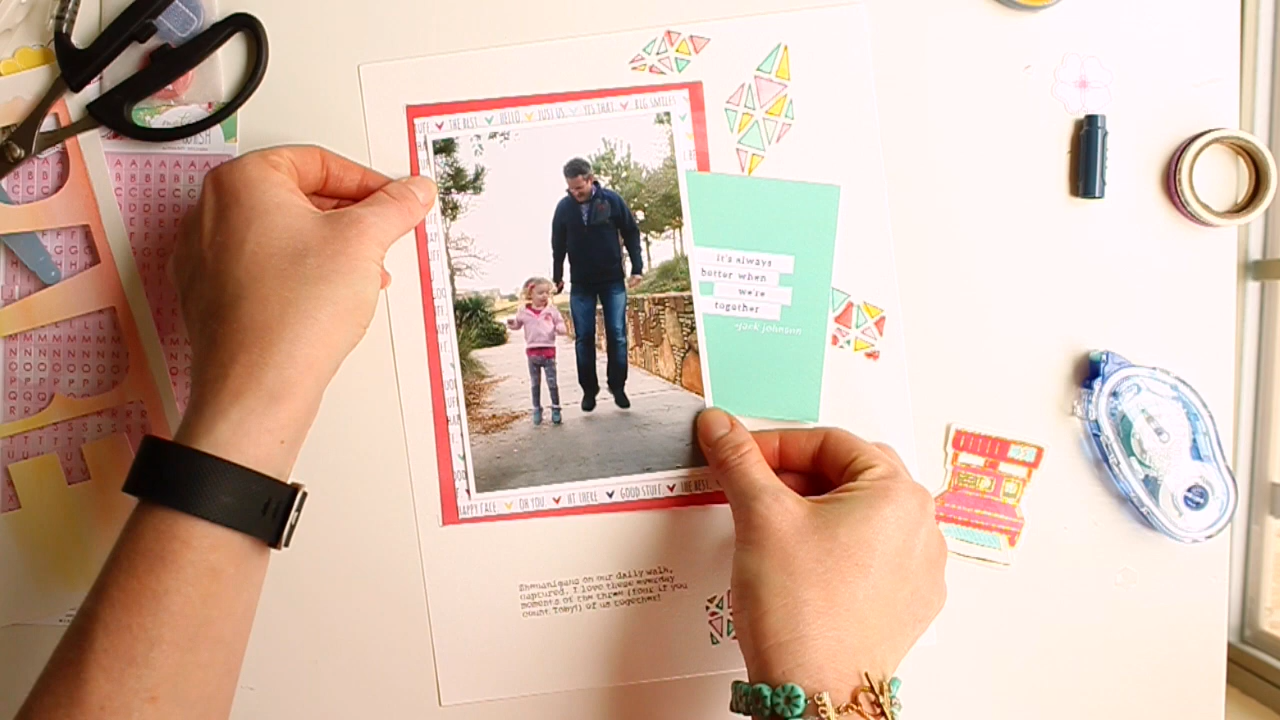 THE BEST. HELLO. JUST US. YES THAT. BIG SMILES
it's always
better when
we're
together
-jack johnson
HAPPY FACE OH YOU. HI THERE GOOD STUFF. THE BEST.
Shenanigans on our daily walk,
captured. I love these everyday
moments of the three (four if you
count Toby!) of us together!